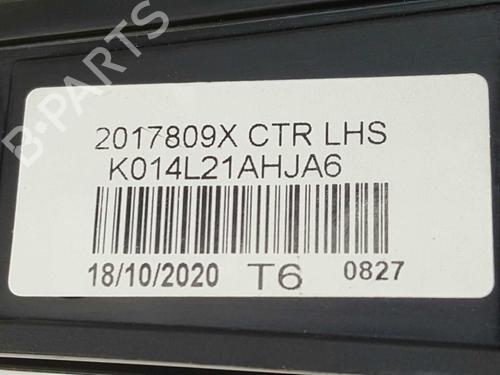 B-PARTS
2017809X CTR LHS
K014L21AHJA6
18/10/2020 T6 0827